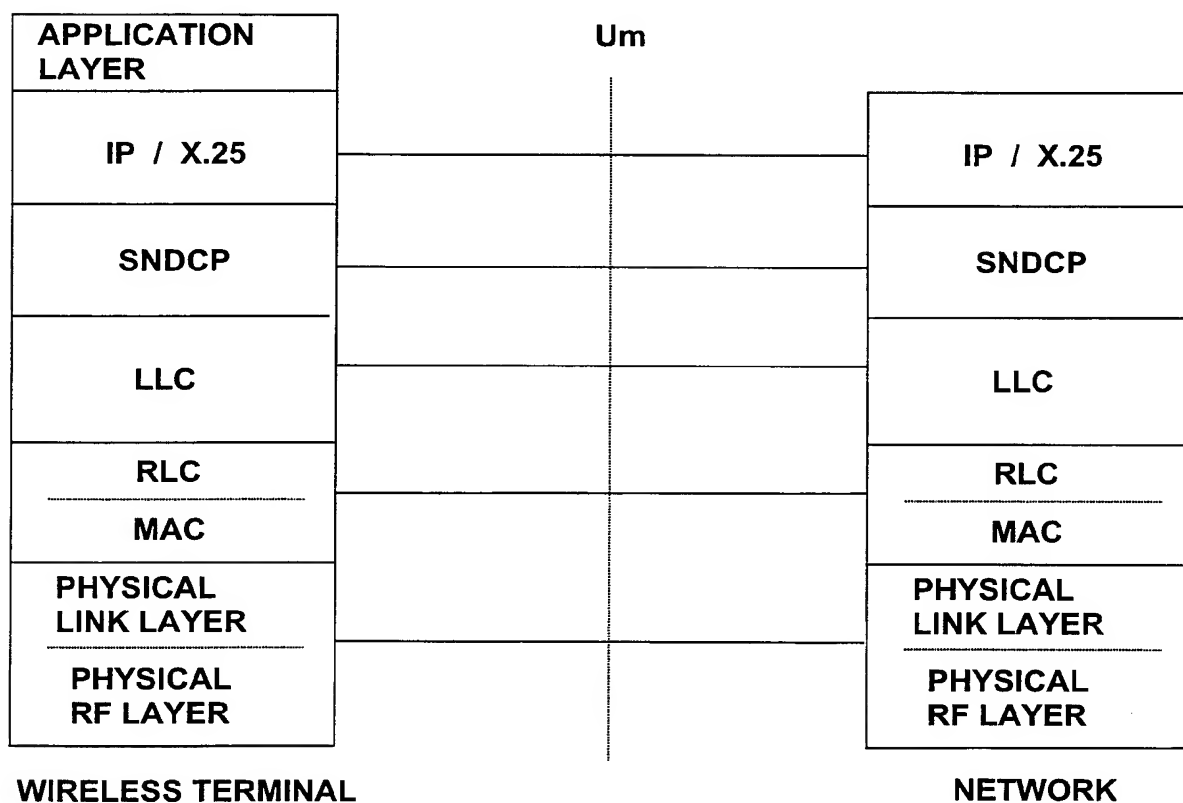 APPLICATION
LAYER
Um
IP / X.25
IP / X.25
SNDCP
SNDCP
LLC
LLC
RLC
RLC
MAC
MAC
PHYSICAL
LINK LAYER
PHYSICAL
LINK LAYER
PHYSICAL
RF LAYER
PHYSICAL
RF LAYER
WIRELESS TERMINAL
NETWORK